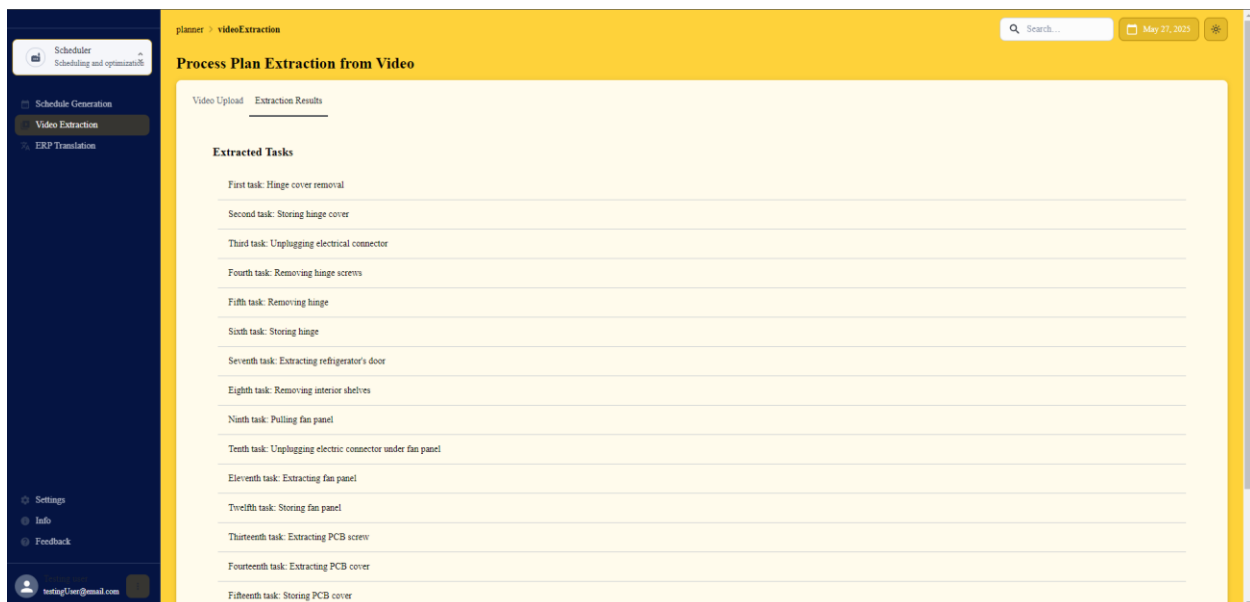 Scheduler
Scheduling and optimization
Schedule Generation
Video Extraction
ERP Translation
Settings
Info
Feedback
Testing user
testingUser@email.com
planner > videoExtraction
Search...
May 27, 2025
Process Plan Extraction from Video
Video Upload Extraction Results
Extracted Tasks
First task: Hinge cover removal
Second task: Storing hinge cover
Third task: Unplugging electrical connector
Fourth task: Removing hinge screws
Fifth task: Removing hinge
Sixth task: Storing hinge
Seventh task: Extracting refrigerator's door
Eighth task: Removing interior shelves
Ninth task: Pulling fan panel
Tenth task: Unplugging electric connector under fan panel
Eleventh task: Extracting fan panel
Twelfth task: Storing fan panel
Thirteenth task: Extracting PCB screw
Fourteenth task: Extracting PCB cover
Fifteenth task: Storing PCB cover